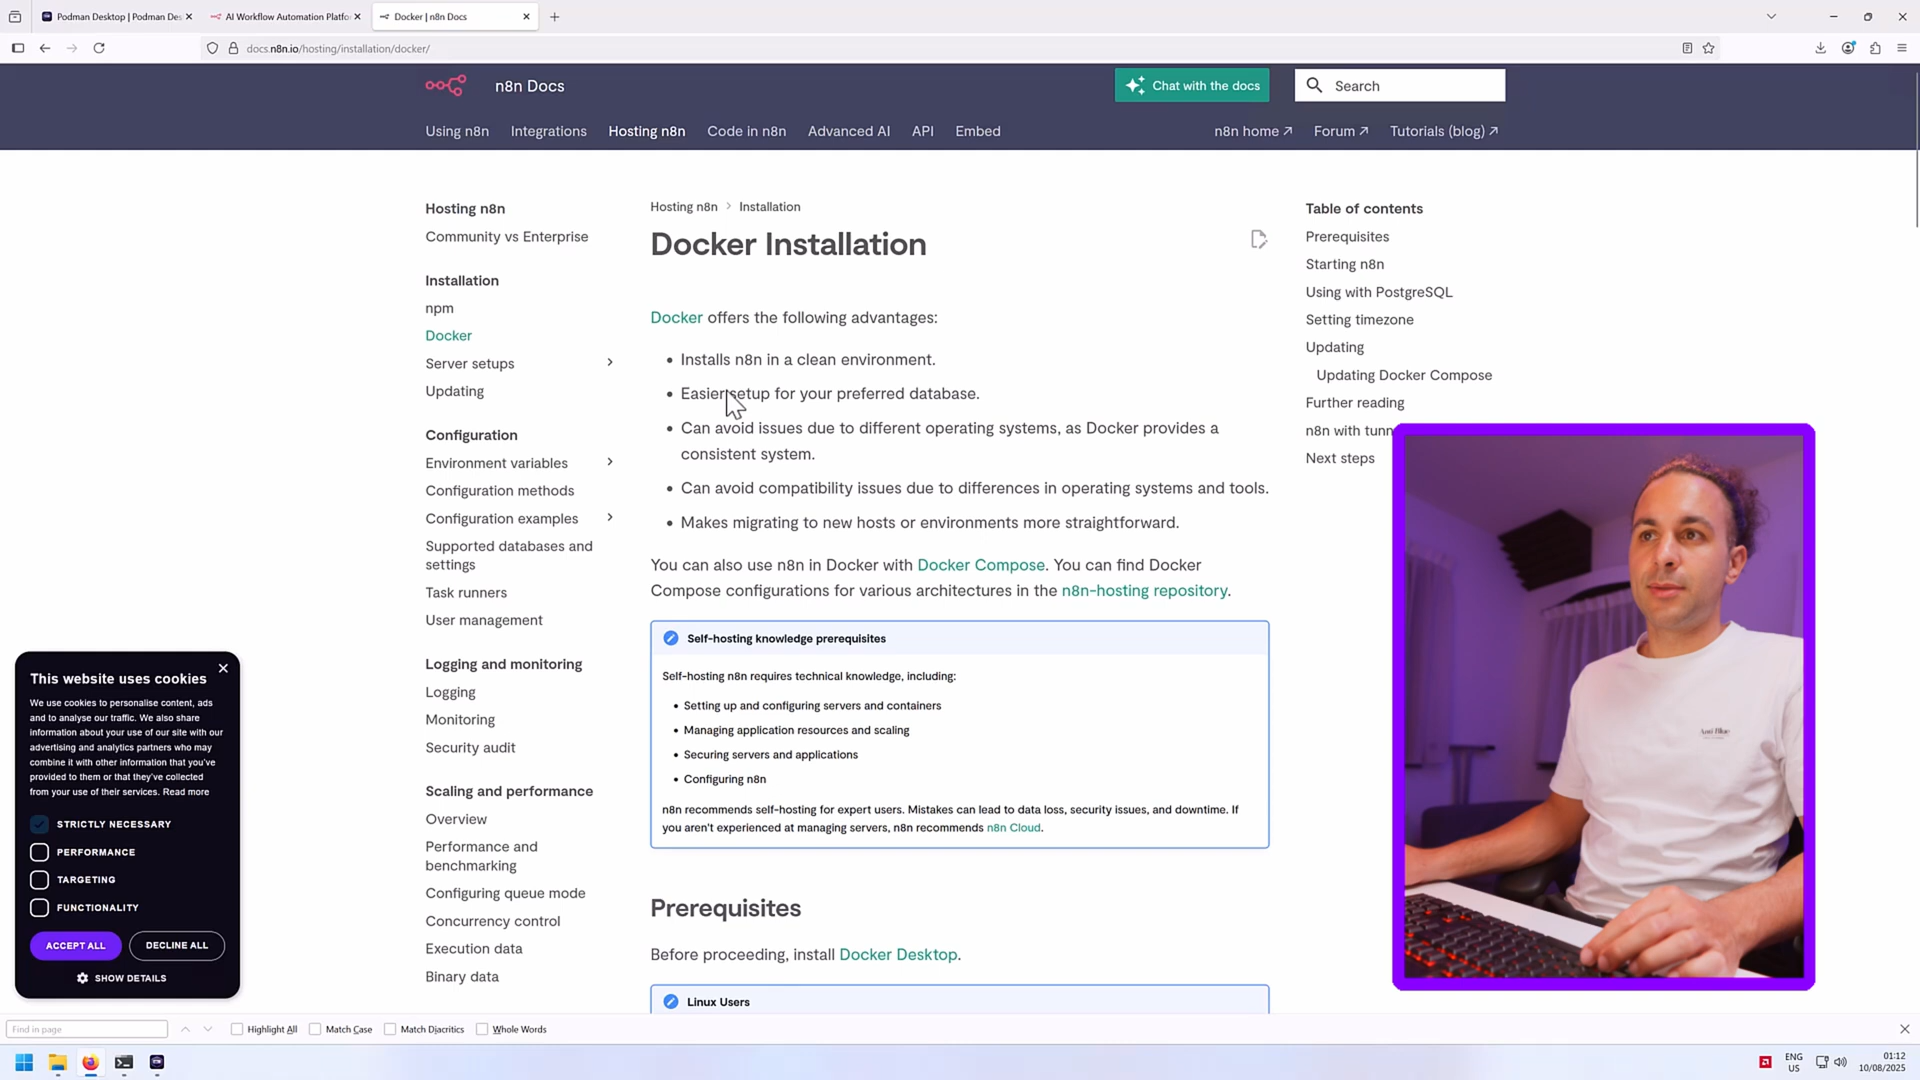 Podman Desktop | Podman Des
AI Workflow Automation Platfo
Docker | n8n Docs
docs.n8n.io/hosting/installation/docker/
n8n Docs
Chat with the docs
Search
Using n8n
Integrations
Hosting n8n
Code in n8n
Advanced AI
API
Embed
n8n home
Forum
Tutorials (blog)
Hosting n8n
Community vs Enterprise
Installation
npm
Docker
Server setups
Updating
Configuration
Environment variables
Configuration methods
Configuration examples
Supported databases and
settings
Task runners
User management
Logging and monitoring
Logging
Monitoring
Security audit
Scaling and performance
Overview
Performance and
benchmarking
Configuring queue mode
Concurrency control
Execution data
Binary data
Hosting n8n > Installation
Docker Installation
Docker offers the following advantages:
• Installs n8n in a clean environment.
• Easier setup for your preferred database.
• Can avoid issues due to different operating systems, as Docker provides a
consistent system.
• Can avoid compatibility issues due to differences in operating systems and tools.
• Makes migrating to new hosts or environments more straightforward.
You can also use n8n in Docker with Docker Compose. You can find Docker
Compose configurations for various architectures in the n8n-hosting repository.
Self-hosting knowledge prerequisites
Self-hosting n8n requires technical knowledge, including:
• Setting up and configuring servers and containers
• Managing application resources and scaling
• Securing servers and applications
• Configuring n8n
n8n recommends self-hosting for expert users. Mistakes can lead to data loss, security issues, and downtime. If
you aren't experienced at managing servers, n8n recommends n8n Cloud.
Prerequisites
Before proceeding, install Docker Desktop.
Linux Users
Table of contents
Prerequisites
Starting n8n
Using with PostgreSQL
Setting timezone
Updating
Updating Docker Compose
Further reading
n8n with tunn
Next steps
This website uses cookies
We use cookies to personalise content, ads
and to analyse our traffic. We also share
information about your use of our site with our
advertising and analytics partners who may
combine it with other information that you've
provided to them or that they've collected
from your use of their services. Read more
STRICTLY NECESSARY
PERFORMANCE
TARGETING
FUNCTIONALITY
ACCEPT ALL
DECLINE ALL
SHOW DETAILS
Find in page
Highlight All
Match Case
Match Diacritics
Whole Words
ENG
US
01:12
10/08/2025